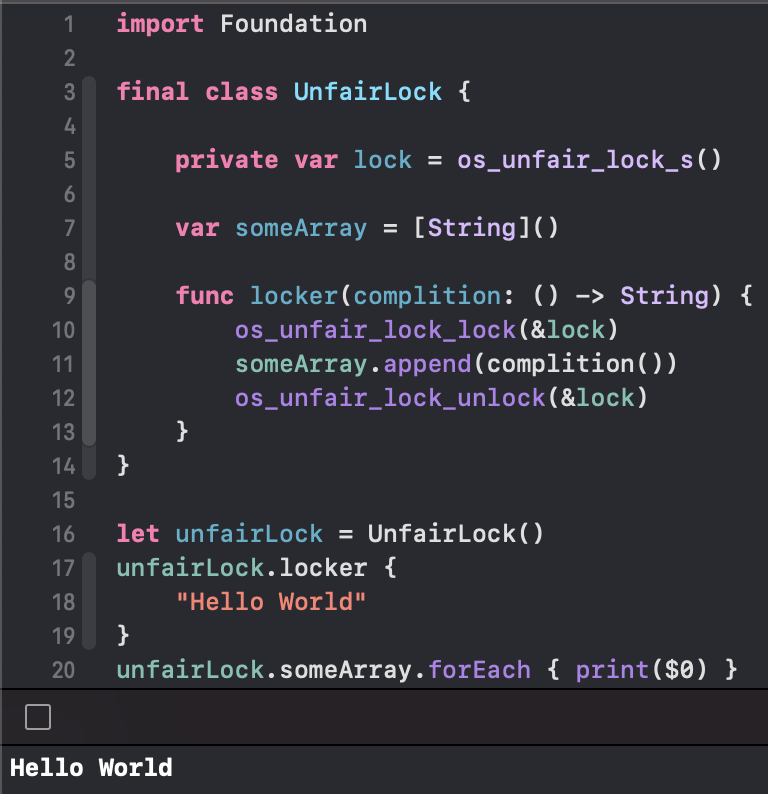 1 import Foundation
2
3 final class UnfairLock {
4
5     private var lock = os_unfair_lock_s()
6
7     var someArray = [String]()
8
9     func locker(complition: () -> String) {
10         os_unfair_lock_lock(&lock)
11         someArray.append(complition())
12         os_unfair_lock_unlock(&lock)
13     }
14 }
15
16 let unfairLock = UnfairLock()
17 unfairLock.locker {
18     "Hello World"
19 }
20 unfairLock.someArray.forEach { print($0) }
Hello World